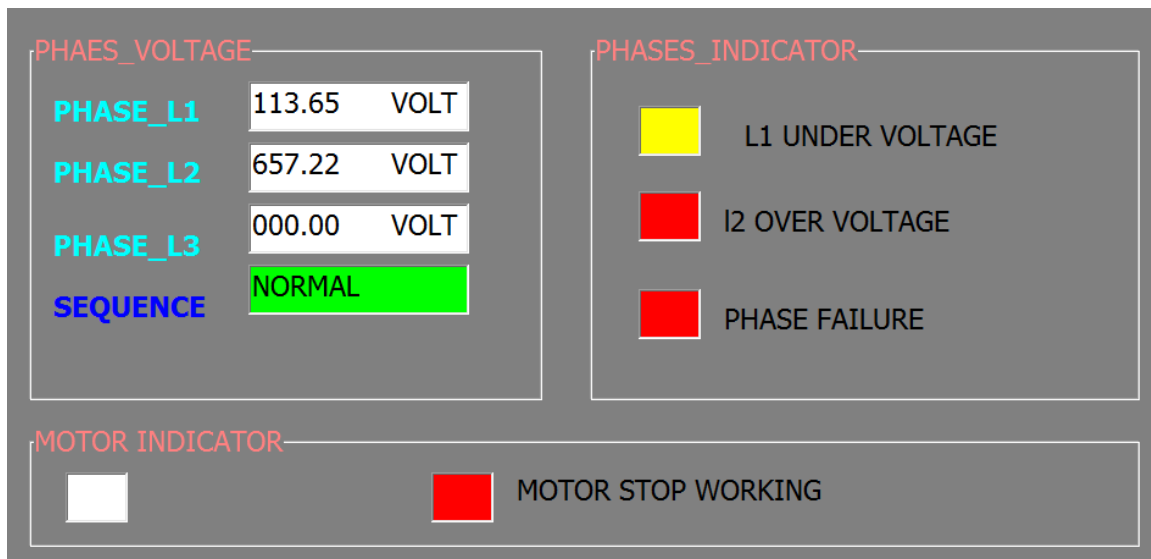 PHAES_VOLTAGE
PHASE_L1 113.65 VOLT
PHASE_L2 657.22 VOLT
PHASE_L3 000.00 VOLT
SEQUENCE NORMAL
PHASES_INDICATOR
L1 UNDER VOLTAGE
l2 OVER VOLTAGE
PHASE FAILURE
MOTOR INDICATOR
MOTOR STOP WORKING